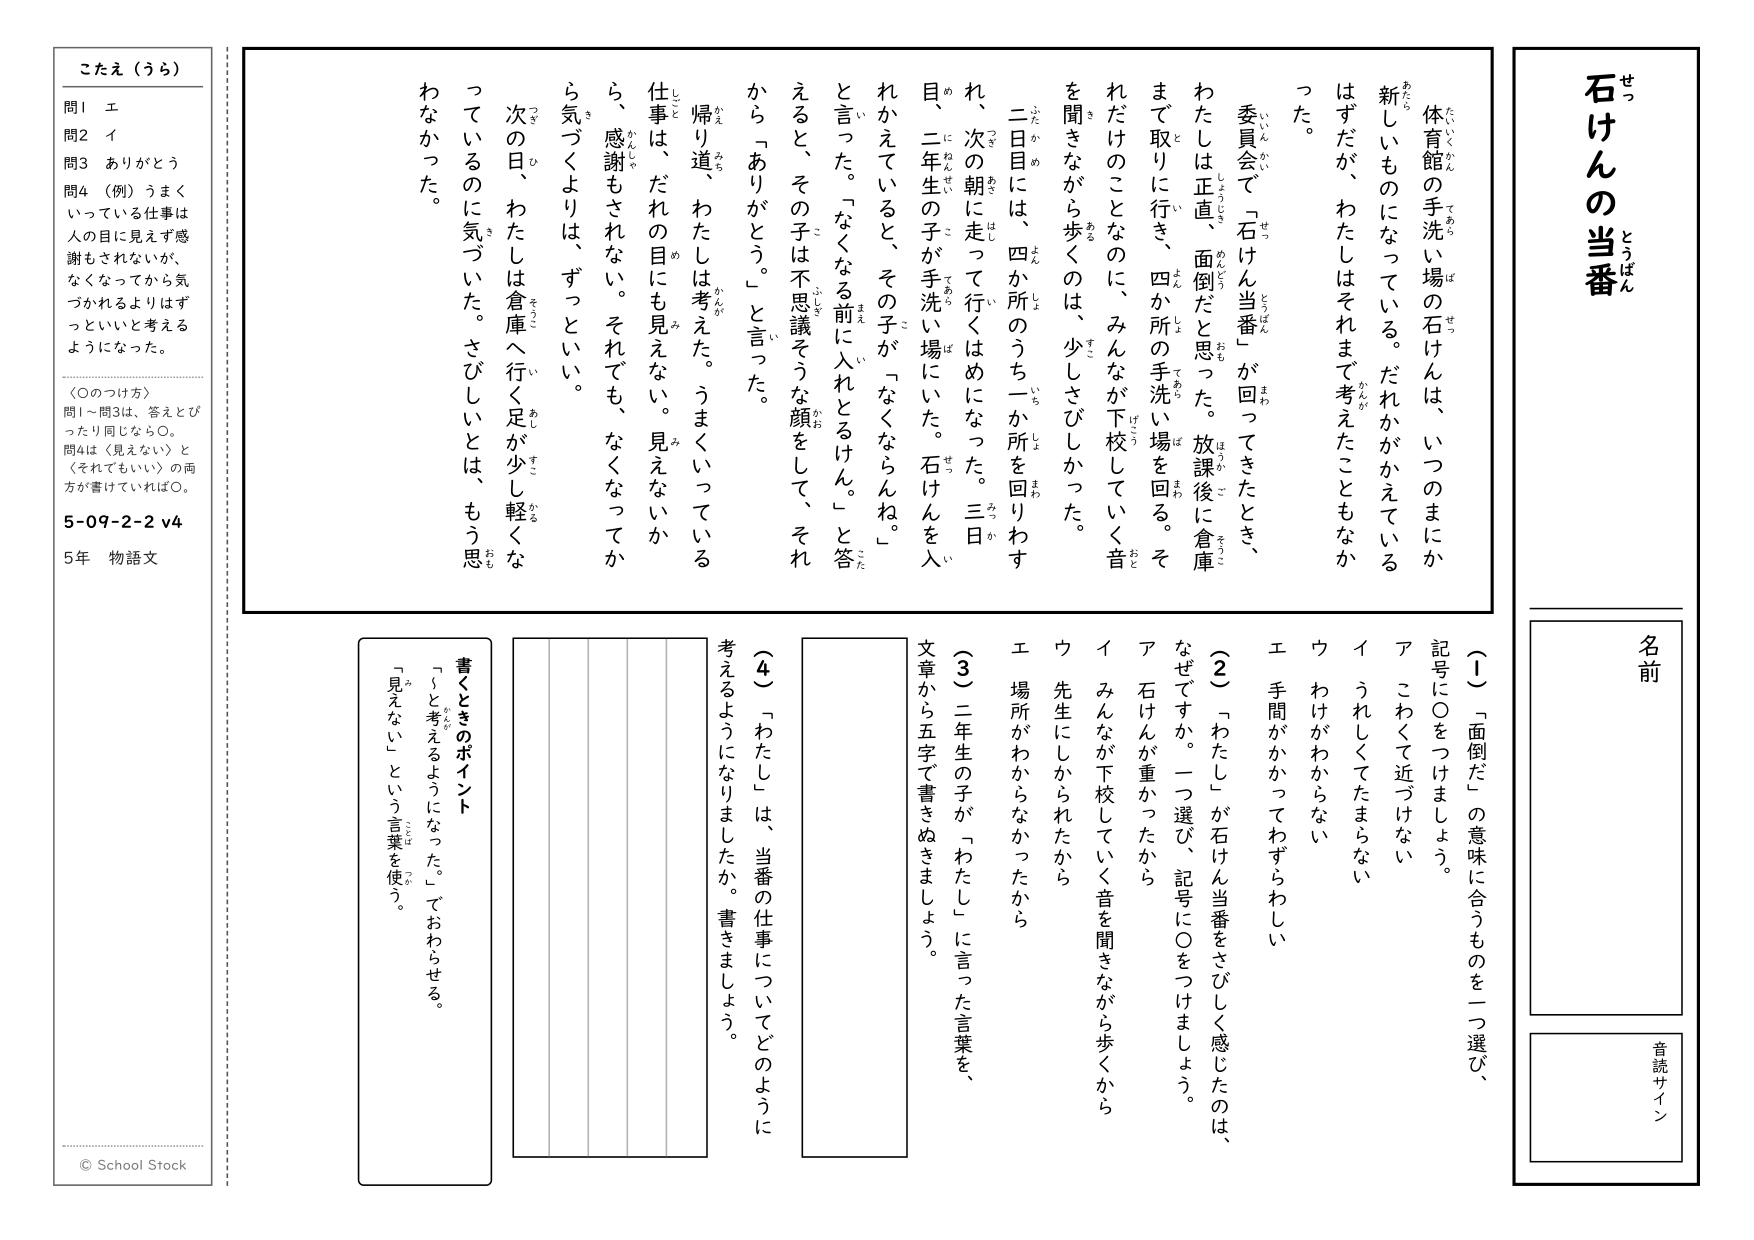 石けんの当番
名前
音読サイン
体育館の手洗い場の石けんは、いつのまにか
新しいものになっている。だれかがかえている
はずだが、わたしはそれまで考えたこともなか
った。
委員会で「石けん当番」が回ってきたとき、
わたしは正直、面倒だと思った。放課後に倉庫
まで取りに行き、四か所の手洗い場を回る。そ
れだけのことなのに、みんなが下校していく音
を聞きながら歩くのは、少しさびしかった。
二日目には、四か所のうち一か所を回りわす
れ、次の朝に走って行くはめになった。三日
目、二年生の子が手洗い場にいた。石けんを入
れかえていると、その子が「なくならんね。」
と言った。「なくなる前に入れとるけん。」と答
えると、その子は不思議そうな顔をして、それ
から「ありがとう。」と言った。
帰り道、わたしは考えた。うまくいっている
仕事は、だれの目にも見えない。見えないか
ら、感謝もされない。それでも、なくなってか
ら気づくよりは、ずっといい。
次の日、わたしは倉庫へ行く足が少し軽くな
っているのに気づいた。さびしいとは、もう思
わなかった。
(1)「面倒だ」の意味に合うものを一つ選び、
記号に〇をつけましょう。
ア こわくて近づけない
イ うれしくてたまらない
ウ わけがわからない
エ 手間がかかってわずらわしい
(2)「わたし」が石けん当番をさびしく感じたのは、
なぜですか。一つ選び、記号に〇をつけましょう。
ア 石けんが重かったから
イ みんなが下校していく音を聞きながら歩くから
ウ 先生にしかられたから
エ 場所がわからなかったから
(3)二年生の子が「わたし」に言った言葉を、
文章から五字で書きぬきましょう。
(4)「わたし」は、当番の仕事についてどのように
考えるようになりましたか。書きましょう。
書くときのポイント
「〜と考えるようになった。」でおわらせる。
「見えない」という言葉を使う。
こたえ（うら）
問1 エ
問2 イ
問3 ありがとう
問4 （例）うまく
いっている仕事は
人の目に見えず感
謝もされないが、
なくなってから気
づかれるよりはず
っといいと考える
ようになった。
〈〇のつけ方〉
問1〜問3は、答えとぴ
ったり同じなら〇。
問4は〈見えない〉と
〈それでもいい〉の両
方が書けていれば〇。
5-09-2-2 v4
5年 物語文
© School Stock